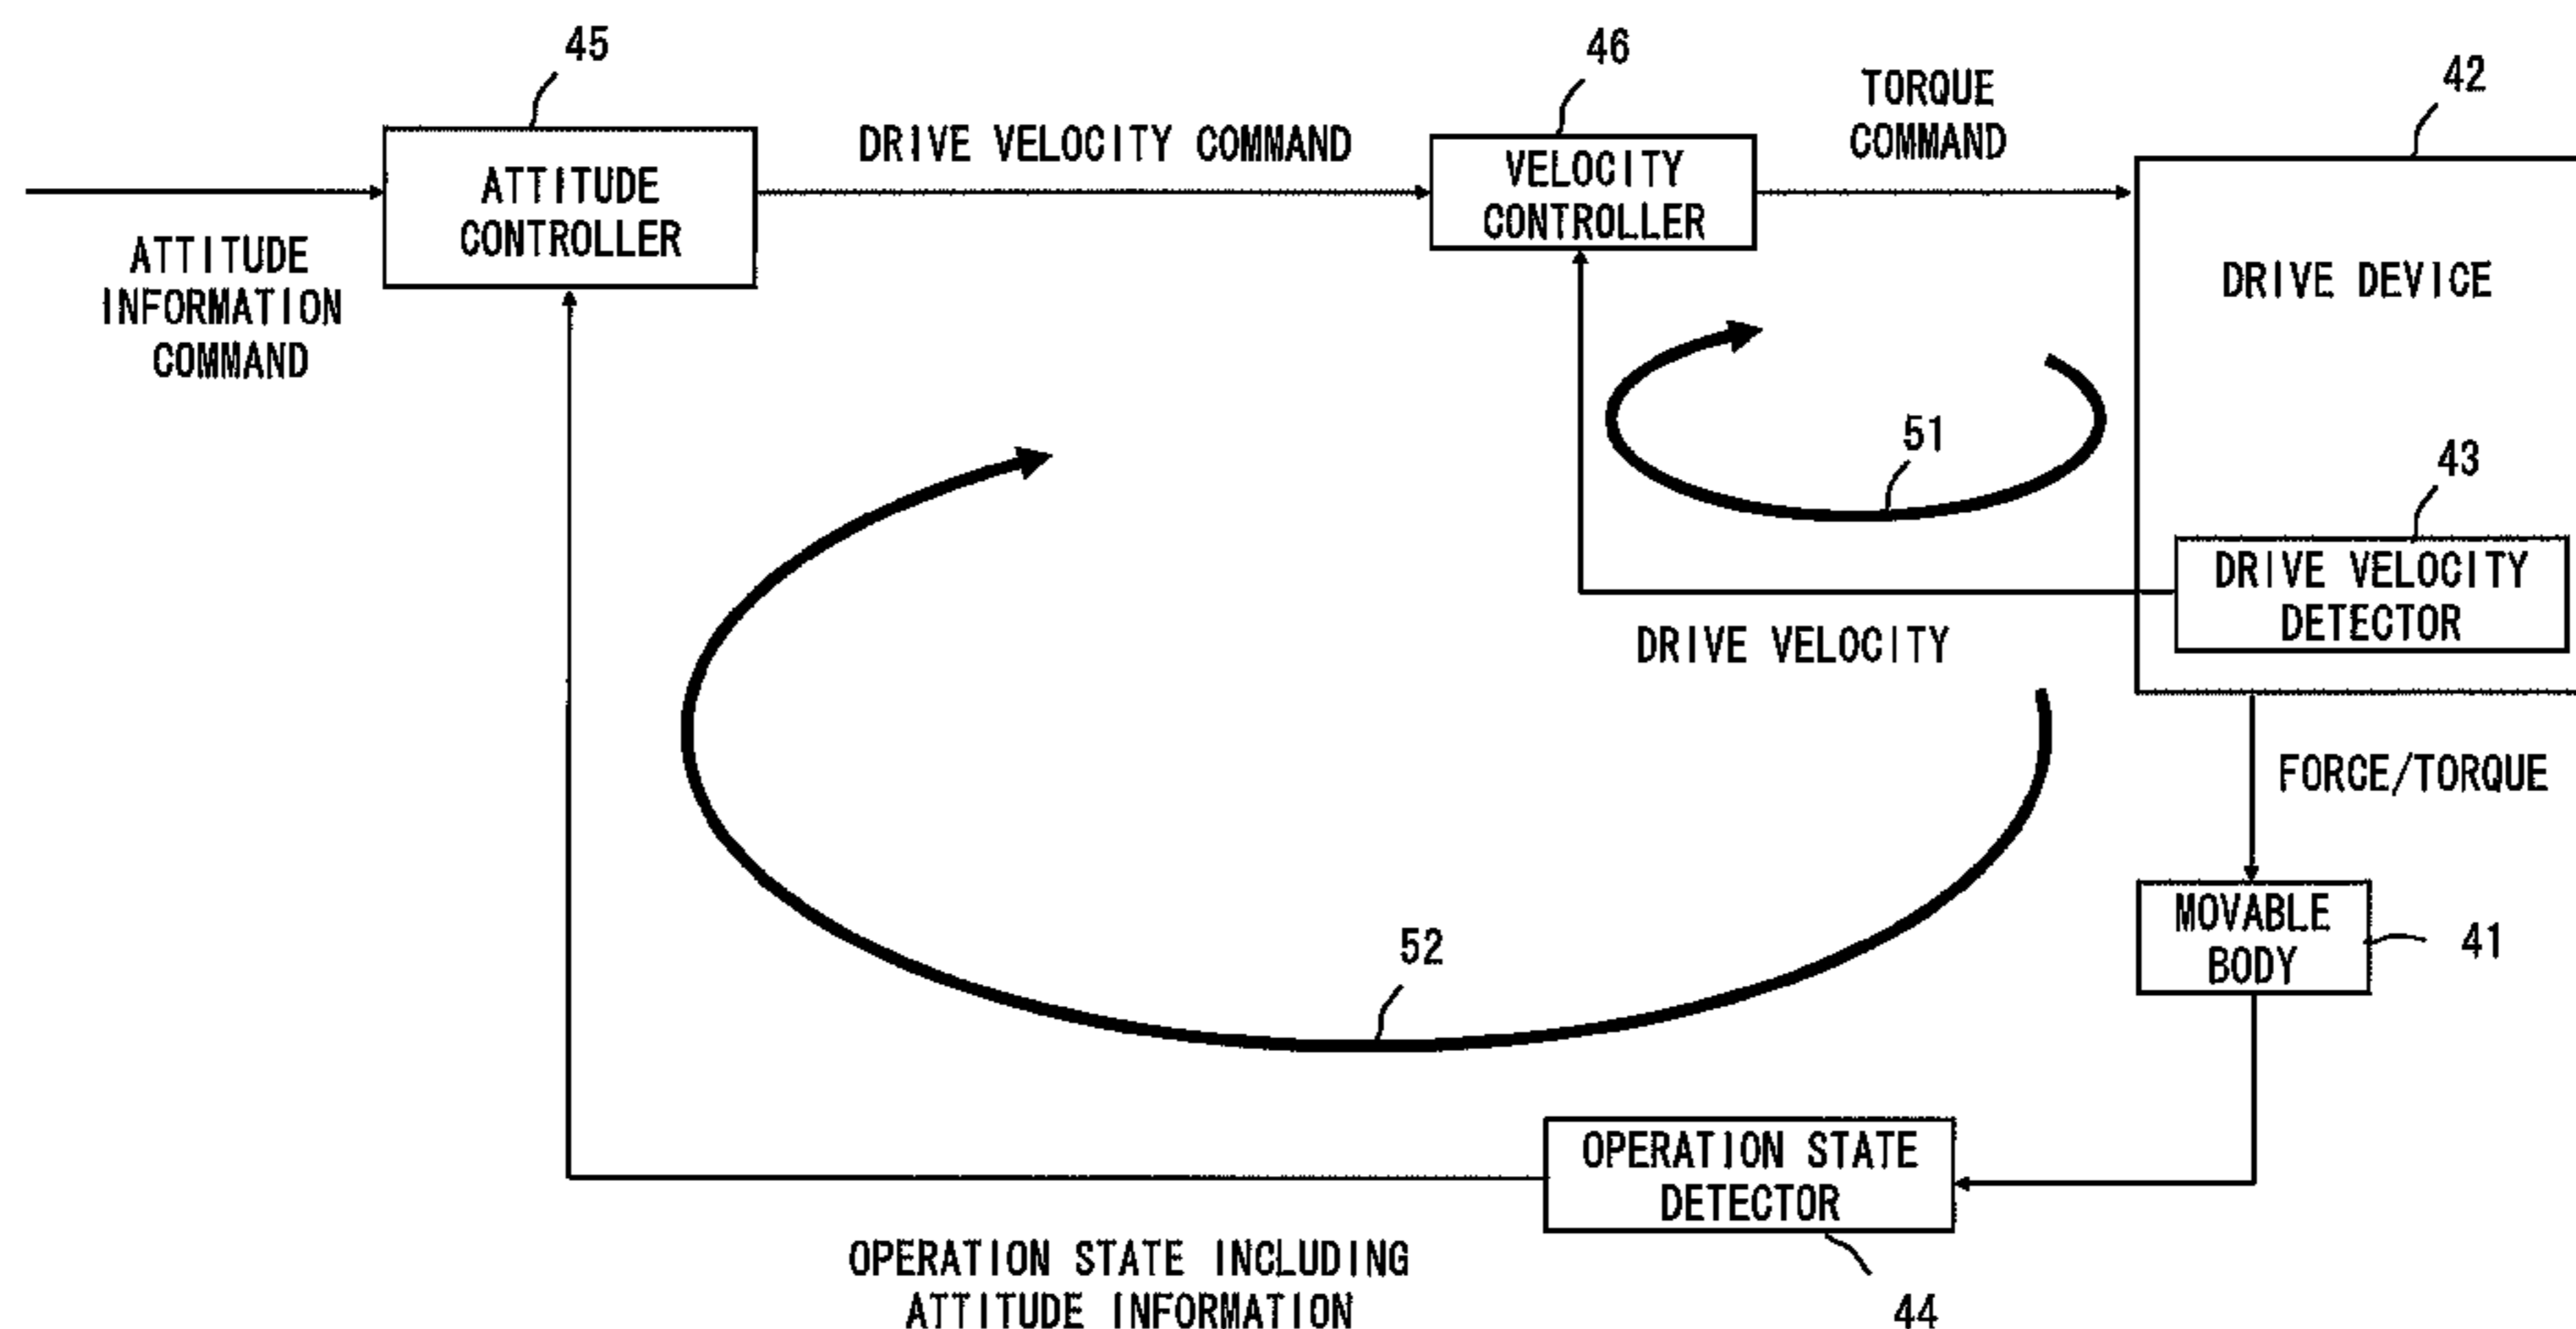 45
46
42
TORQUE
COMMAND
DRIVE VELOCITY COMMAND
ATTITUDE
CONTROLLER
VELOCITY
CONTROLLER
ATTITUDE
INFORMATION
COMMAND
DRIVE DEVICE
51
43
DRIVE VELOCITY
DETECTOR
DRIVE VELOCITY
FORCE/TORQUE
MOVABLE
BODY
41
52
OPERATION STATE
DETECTOR
OPERATION STATE INCLUDING
ATTITUDE INFORMATION
44